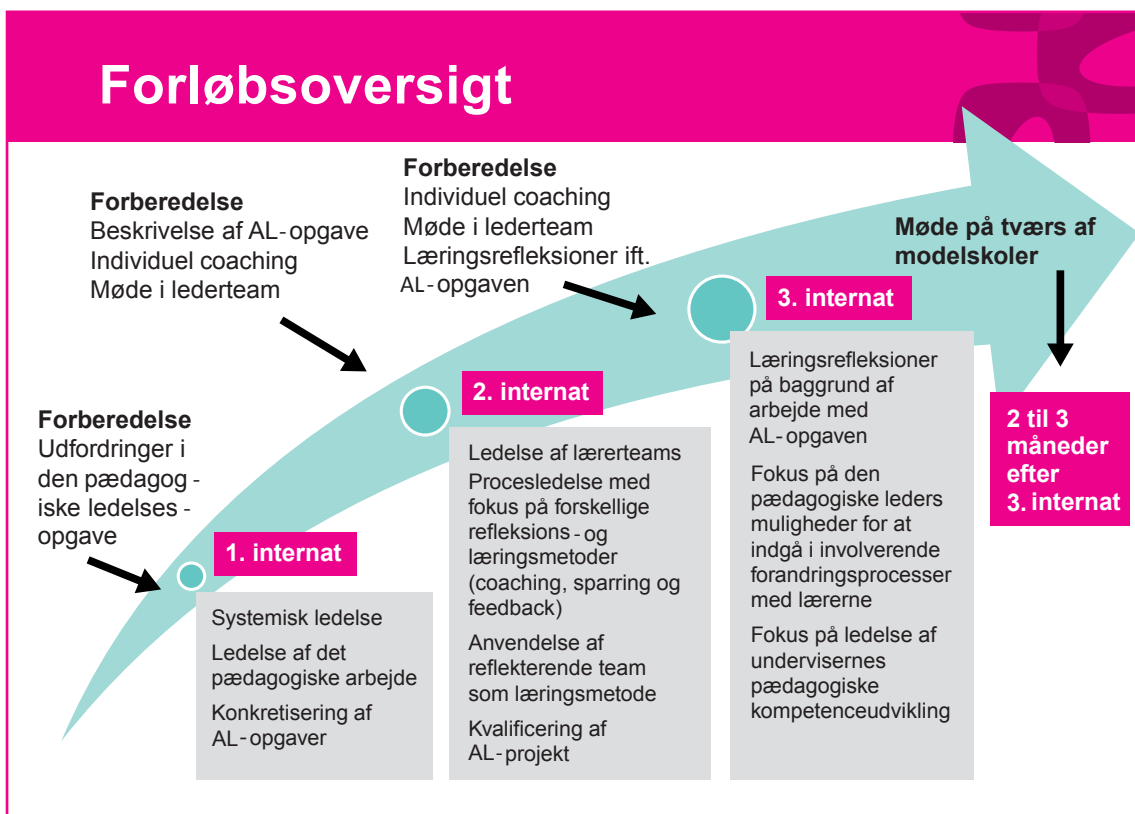 Forløbsoversigt
Forberedelse
Udfordringer i
den pædagog -
iske ledelses -
opgave
1. internat
Systemisk ledelse
Ledelse af det
pædagogiske arbejde
Konkretisering af
AL-opgaver
Forberedelse
Beskrivelse af AL-opgave
Individuel coaching
Møde i lederteam
2. internat
Ledelse af lærerteams
Procesledelse med
fokus på forskellige
refleksions-og
læringsmetoder
(coaching, sparring og
feedback)
Anvendelse af
reflekterende team
som læringsmetode
Kvalificering af
AL-projekt
Forberedelse
Individuel coaching
Møde i lederteam
Læringsrefleksioner ift.
AL-opgaven
3. internat
Læringsrefleksioner
på baggrund af
arbejde med
AL-opgaven
Fokus på den
pædagogiske leders
muligheder for at
indgå i involverende
forandringsprocesser
med lærerne
Fokus på ledelse af
undervisernes
pædagogiske
kompetenceudvikling
Møde på tværs af
modelskoler
2 til 3
måneder
efter
3. internat